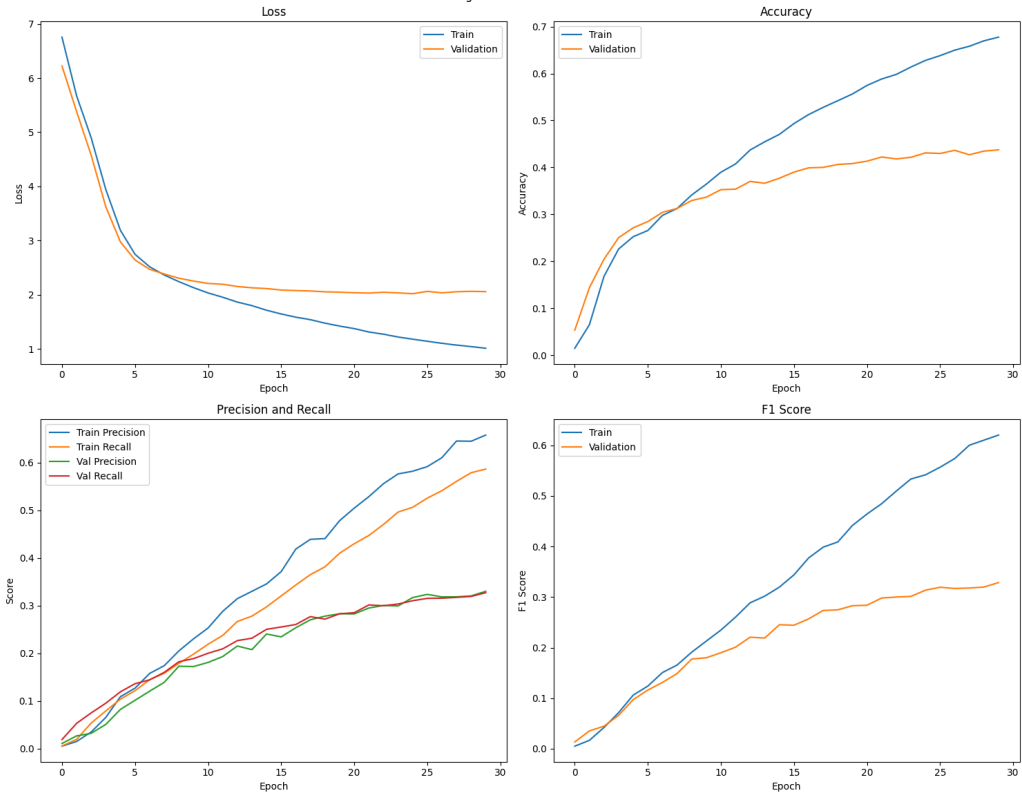 Loss
7
6
5
4
3
2
1
Loss
Train
Validation
0 5 10 15 20 25 30
Epoch
Accuracy
0.7
0.6
0.5
0.4
0.3
0.2
0.1
0.0
Accuracy
Train
Validation
0 5 10 15 20 25 30
Epoch
Precision and Recall
0.6
0.5
0.4
0.3
0.2
0.1
0.0
Score
Train Precision
Train Recall
Val Precision
Val Recall
0 5 10 15 20 25 30
Epoch
F1 Score
0.6
0.5
0.4
0.3
0.2
0.1
0.0
F1 Score
Train
Validation
0 5 10 15 20 25 30
Epoch